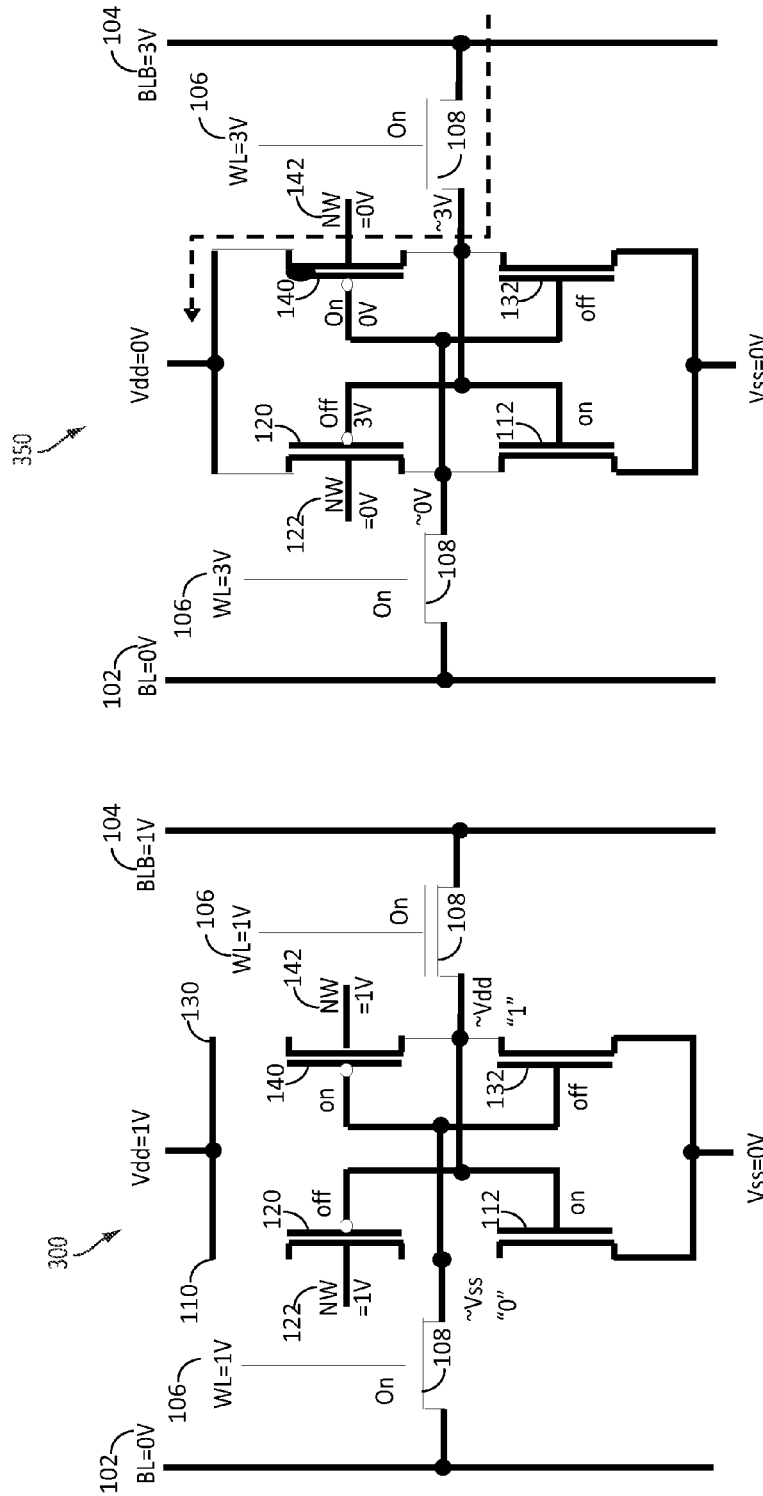 300
102
BL=0V
106
WL=1V
On
108
110
Vdd=1V
130
122
NW
=1V
120
off
140
on
142
NW
=1V
106
WL=1V
On
108
104
BLB=1V
~Vss
"0"
~Vdd
"1"
112
on
132
off
Vss=0V
350
102
BL=0V
106
WL=3V
On
108
Vdd=0V
122
NW
=0V
120
Off
3V
140
On
0V
142
NW
=0V
106
WL=3V
On
108
104
BLB=3V
~0V
~3V
112
on
132
off
Vss=0V